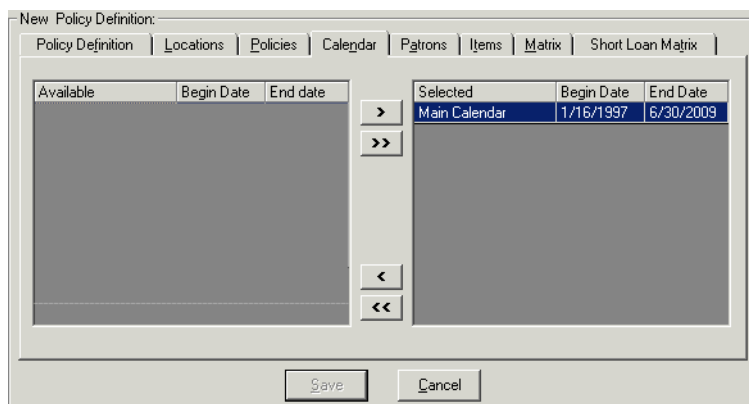 New Policy Definition:
Policy Definition Locations Policies Calendar Patrons Items Matrix Short Loan Matrix
Available Begin Date End date
Selected Begin Date End Date
Main Calendar 1/16/1997 6/30/2009
>
>>
<
<<
Save Cancel